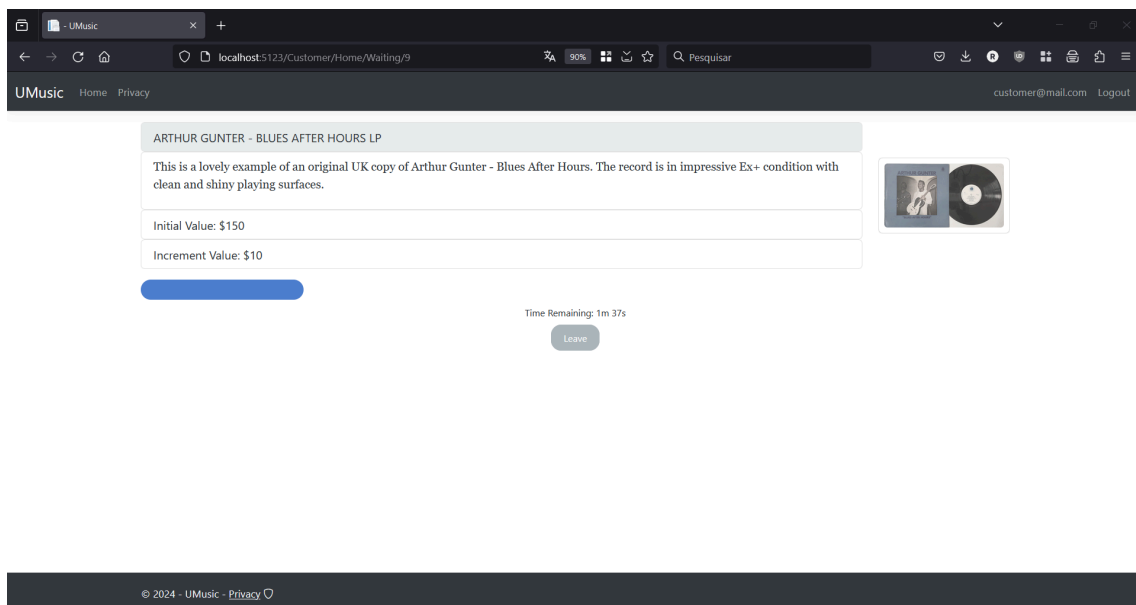 - UMusic
localhost:5123/Customer/Home/Waiting/9
90%
Pesquisar
UMusic Home Privacy
customer@mail.com Logout
ARTHUR GUNTER - BLUES AFTER HOURS LP
This is a lovely example of an original UK copy of Arthur Gunter - Blues After Hours. The record is in impressive Ex+ condition with
clean and shiny playing surfaces.
ARTHUR GUNTER
Initial Value: $150
Increment Value: $10
Time Remaining: 1m 37s
Leave
© 2024 - UMusic - Privacy